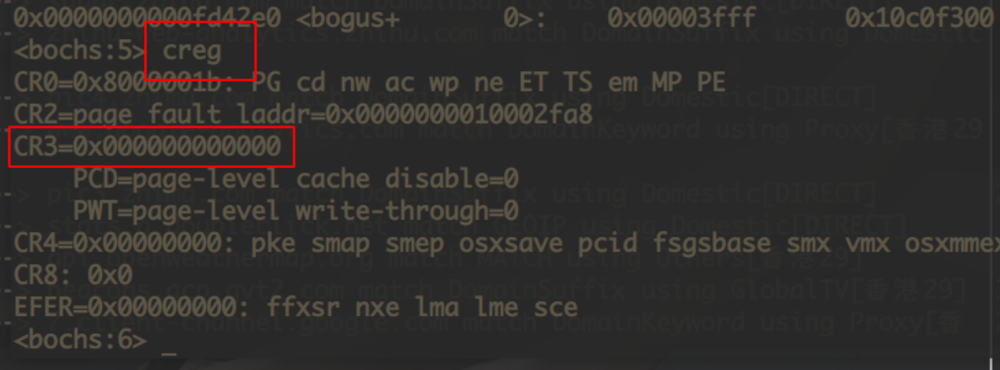 0x0000000000fd42e0 <bogus+       0>:    0x00003fff      0x10c0f300
<bochs:5> creg
CR0=0x8000001b: PG cd nw ac wp ne ET TS em MP PE
CR2=page fault laddr=0x0000000010002fa8
CR3=0x000000000000
    PCD=page-level cache disable=0
    PWT=page-level write-through=0
CR4=0x00000000: pke smap smep osxsave pcid fsgsbase smx vmx osxmmex
CR8: 0x0
EFER=0x00000000: ffxsr nxe lma lme sce
<bochs:6> _